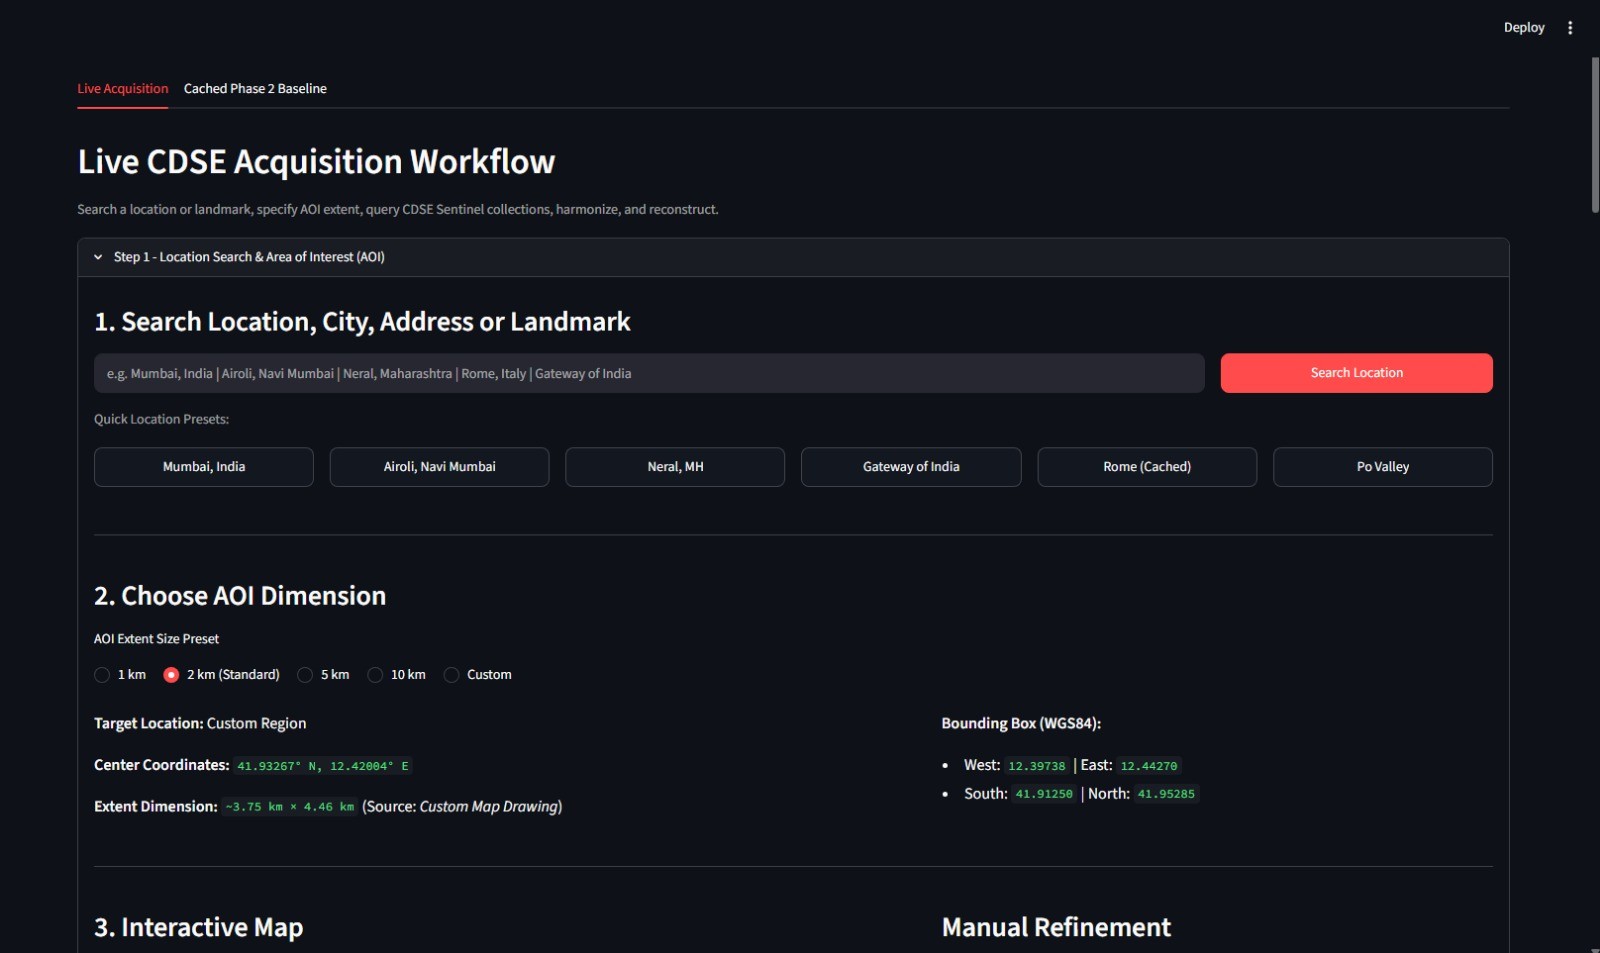 Deploy
Live Acquisition Cached Phase 2 Baseline
Live CDSE Acquisition Workflow
Search a location or landmark, specify AOI extent, query CDSE Sentinel collections, harmonize, and reconstruct.
Step 1 - Location Search & Area of Interest (AOI)
1. Search Location, City, Address or Landmark
e.g. Mumbai, India | Airoli, Navi Mumbai | Neral, Maharashtra | Rome, Italy | Gateway of India
Search Location
Quick Location Presets:
Mumbai, India Airoli, Navi Mumbai Neral, MH Gateway of India Rome (Cached) Po Valley
2. Choose AOI Dimension
AOI Extent Size Preset
1 km 2 km (Standard) 5 km 10 km Custom
Target Location: Custom Region
Center Coordinates: 41.93267° N, 12.42004° E
Extent Dimension: ~3.75 km × 4.46 km (Source: Custom Map Drawing)
Bounding Box (WGS84):
• West: 12.39738 | East: 12.44270
• South: 41.91250 | North: 41.95285
3. Interactive Map
Manual Refinement